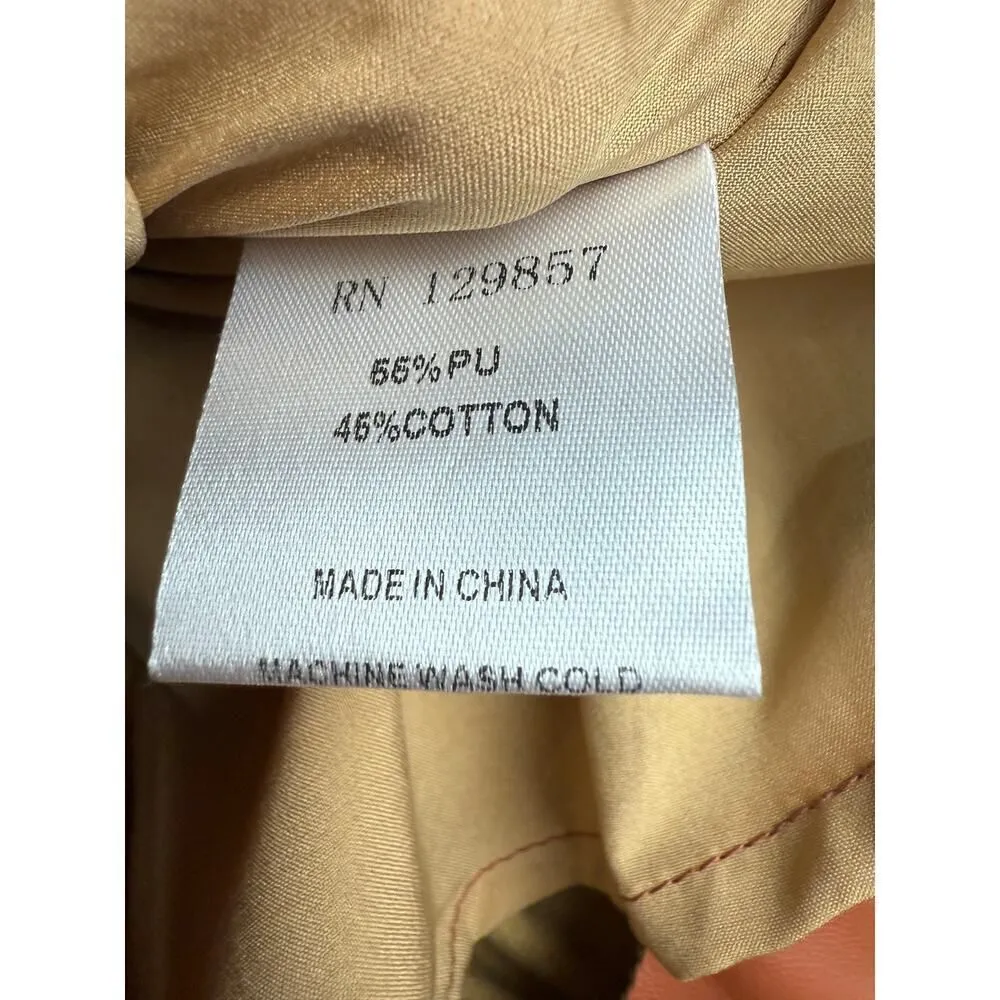 RN 129857
55%PU
45%COTTON
MADE IN CHINA
MACHINE WASH COLD